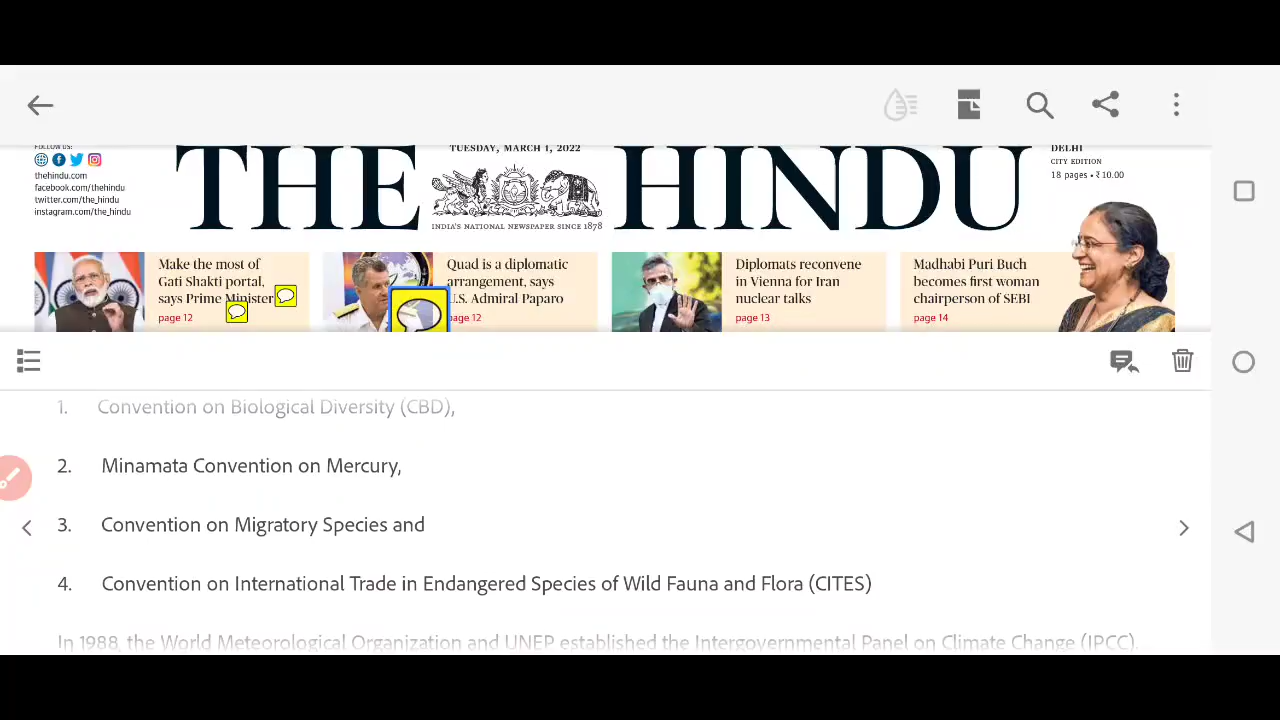 FOLLOW US:
thehindu.com
facebook.com/thehindu
twitter.com/the_hindu
instagram.com/the_hindu
THE HINDU
TUESDAY, MARCH 1, 2022
INDIA'S NATIONAL NEWSPAPER SINCE 1878
DELHI
CITY EDITION
18 pages • ₹10.00
Make the most of
Gati Shakti portal,
says Prime Minister
page 12
Quad is a diplomatic
arrangement, says
U.S. Admiral Paparo
page 12
Diplomats reconvene
in Vienna for Iran
nuclear talks
page 13
Madhabi Puri Buch
becomes first woman
chairperson of SEBI
page 14
1. Convention on Biological Diversity (CBD),
2. Minamata Convention on Mercury,
3. Convention on Migratory Species and
4. Convention on International Trade in Endangered Species of Wild Fauna and Flora (CITES)
In 1988, the World Meteorological Organization and UNEP established the Intergovernmental Panel on Climate Change (IPCC).